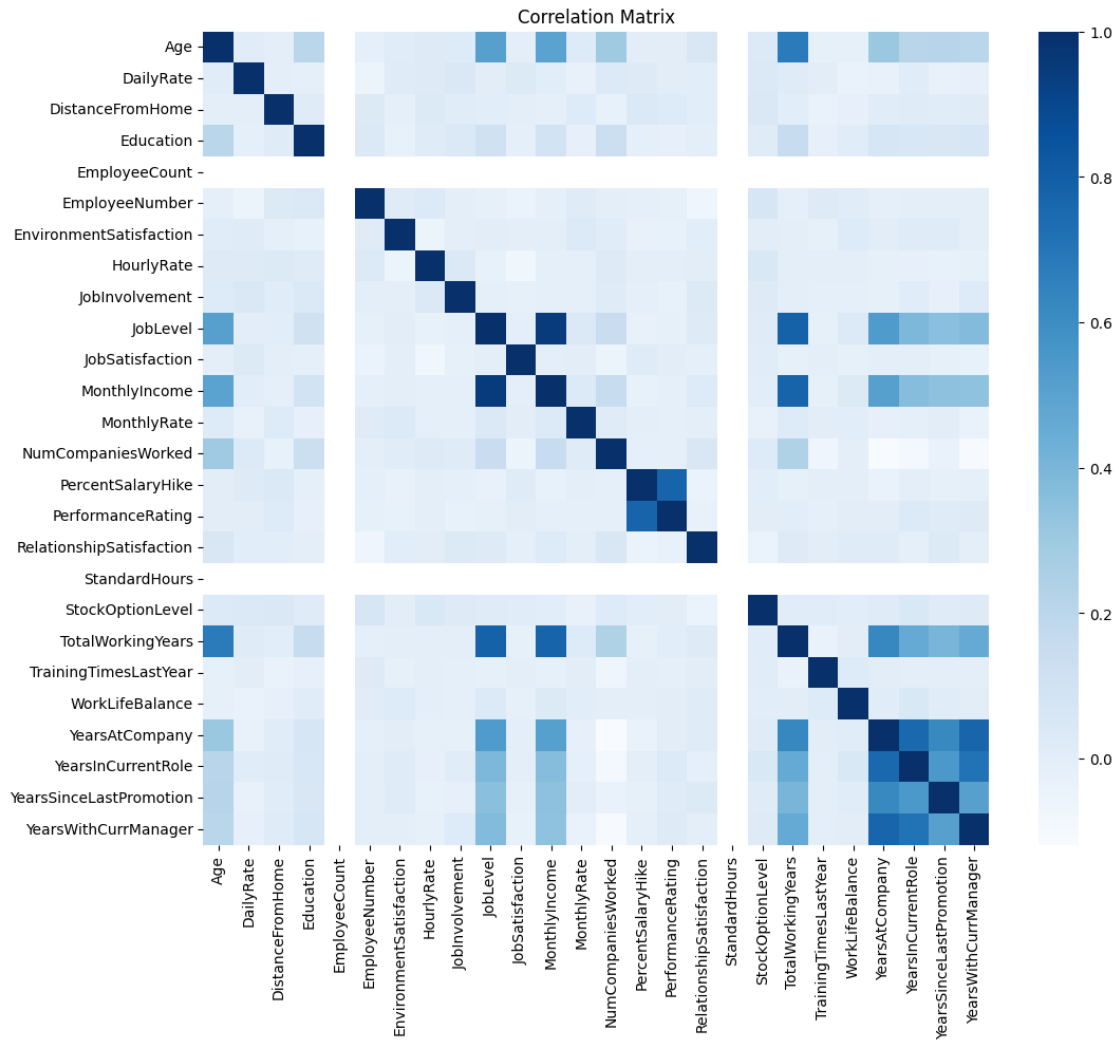 Correlation Matrix
Age
DailyRate
DistanceFromHome
Education
EmployeeCount
EmployeeNumber
EnvironmentSatisfaction
HourlyRate
JobInvolvement
JobLevel
JobSatisfaction
MonthlyIncome
MonthlyRate
NumCompaniesWorked
PercentSalaryHike
PerformanceRating
RelationshipSatisfaction
StandardHours
StockOptionLevel
TotalWorkingYears
TrainingTimesLastYear
WorkLifeBalance
YearsAtCompany
YearsInCurrentRole
YearsSinceLastPromotion
YearsWithCurrManager
Age
DailyRate
DistanceFromHome
Education
EmployeeCount
EmployeeNumber
EnvironmentSatisfaction
HourlyRate
JobInvolvement
JobLevel
JobSatisfaction
MonthlyIncome
MonthlyRate
NumCompaniesWorked
PercentSalaryHike
PerformanceRating
RelationshipSatisfaction
StandardHours
StockOptionLevel
TotalWorkingYears
TrainingTimesLastYear
WorkLifeBalance
YearsAtCompany
YearsInCurrentRole
YearsSinceLastPromotion
YearsWithCurrManager
1.0
0.8
0.6
0.4
0.2
0.0